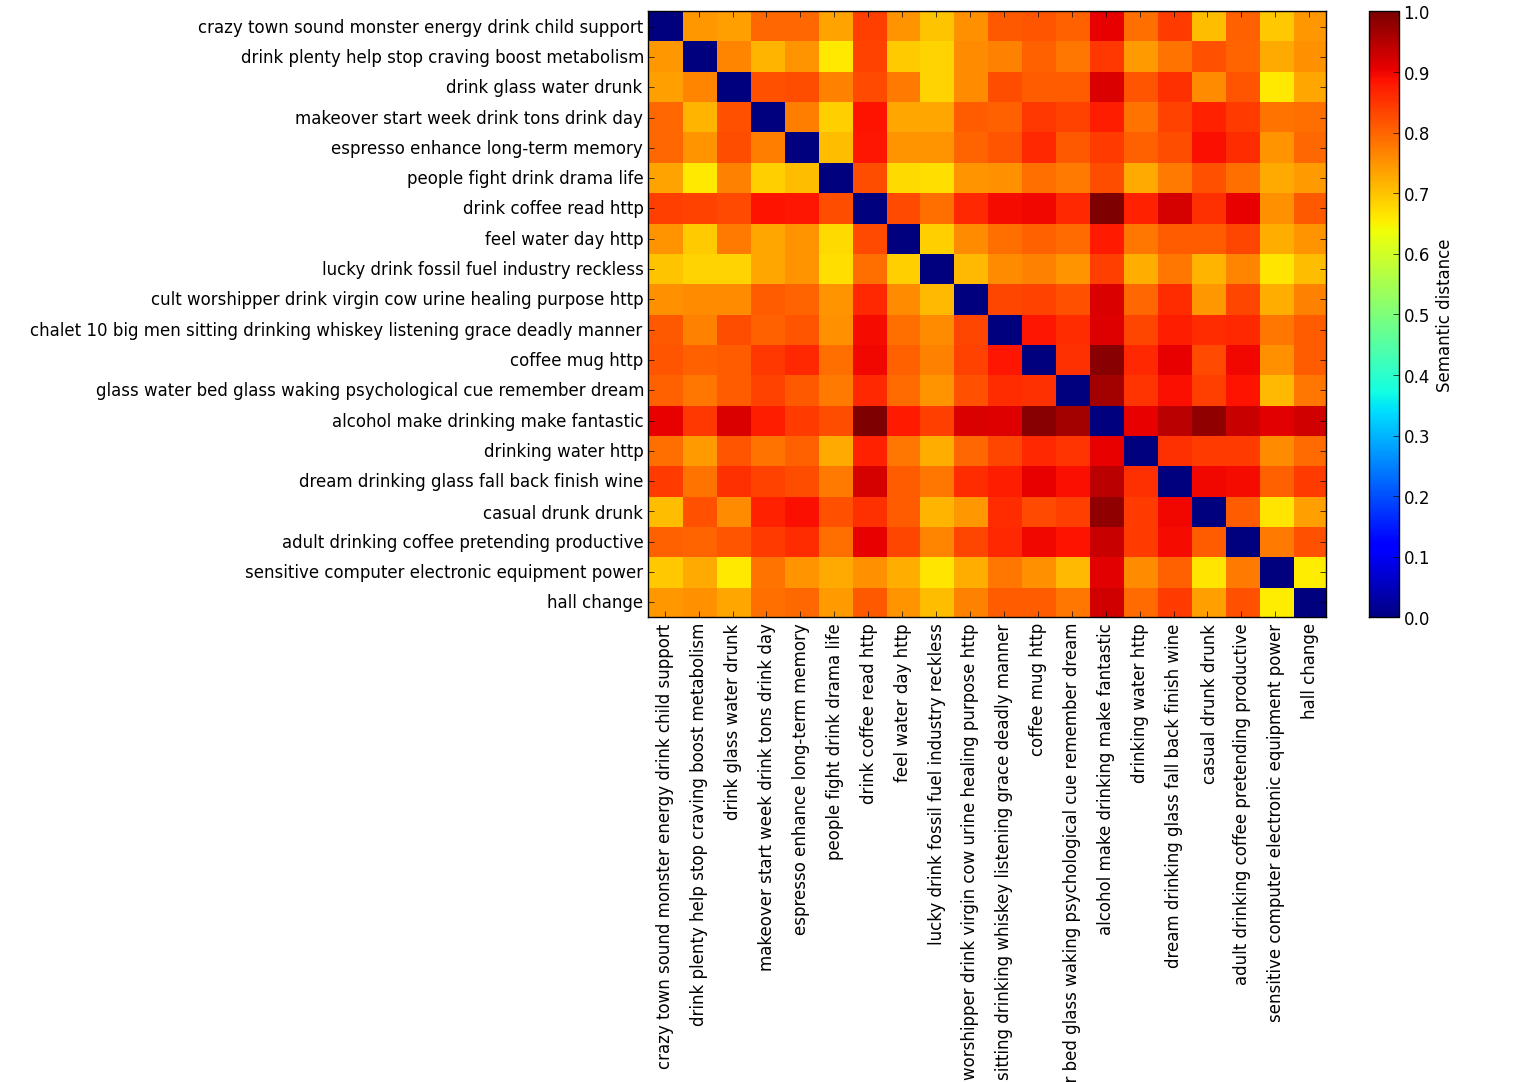 crazy town sound monster energy drink child support
drink plenty help stop craving boost metabolism
drink glass water drunk
makeover start week drink tons drink day
espresso enhance long-term memory
people fight drink drama life
drink coffee read http
feel water day http
lucky drink fossil fuel industry reckless
cult worshipper drink virgin cow urine healing purpose http
chalet 10 big men sitting drinking whiskey listening grace deadly manner
coffee mug http
glass water bed glass waking psychological cue remember dream
alcohol make drinking make fantastic
drinking water http
dream drinking glass fall back finish wine
casual drunk drunk
adult drinking coffee pretending productive
sensitive computer electronic equipment power
hall change
crazy town sound monster energy drink child support
drink plenty help stop craving boost metabolism
drink glass water drunk
makeover start week drink tons drink day
espresso enhance long-term memory
people fight drink drama life
drink coffee read http
feel water day http
lucky drink fossil fuel industry reckless
worshipper drink virgin cow urine healing purpose http
sitting drinking whiskey listening grace deadly manner
coffee mug http
r bed glass waking psychological cue remember dream
alcohol make drinking make fantastic
drinking water http
dream drinking glass fall back finish wine
casual drunk drunk
adult drinking coffee pretending productive
sensitive computer electronic equipment power
hall change
1.0
0.9
0.8
0.7
0.6
0.5
0.4
0.3
0.2
0.1
0.0
Semantic distance